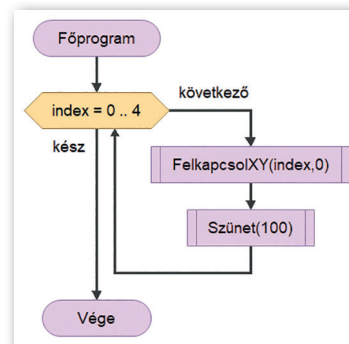 Főprogram
index = 0 .. 4
következő
kész
FelkapcsolXY(index,0)
Szünet(100)
Vége